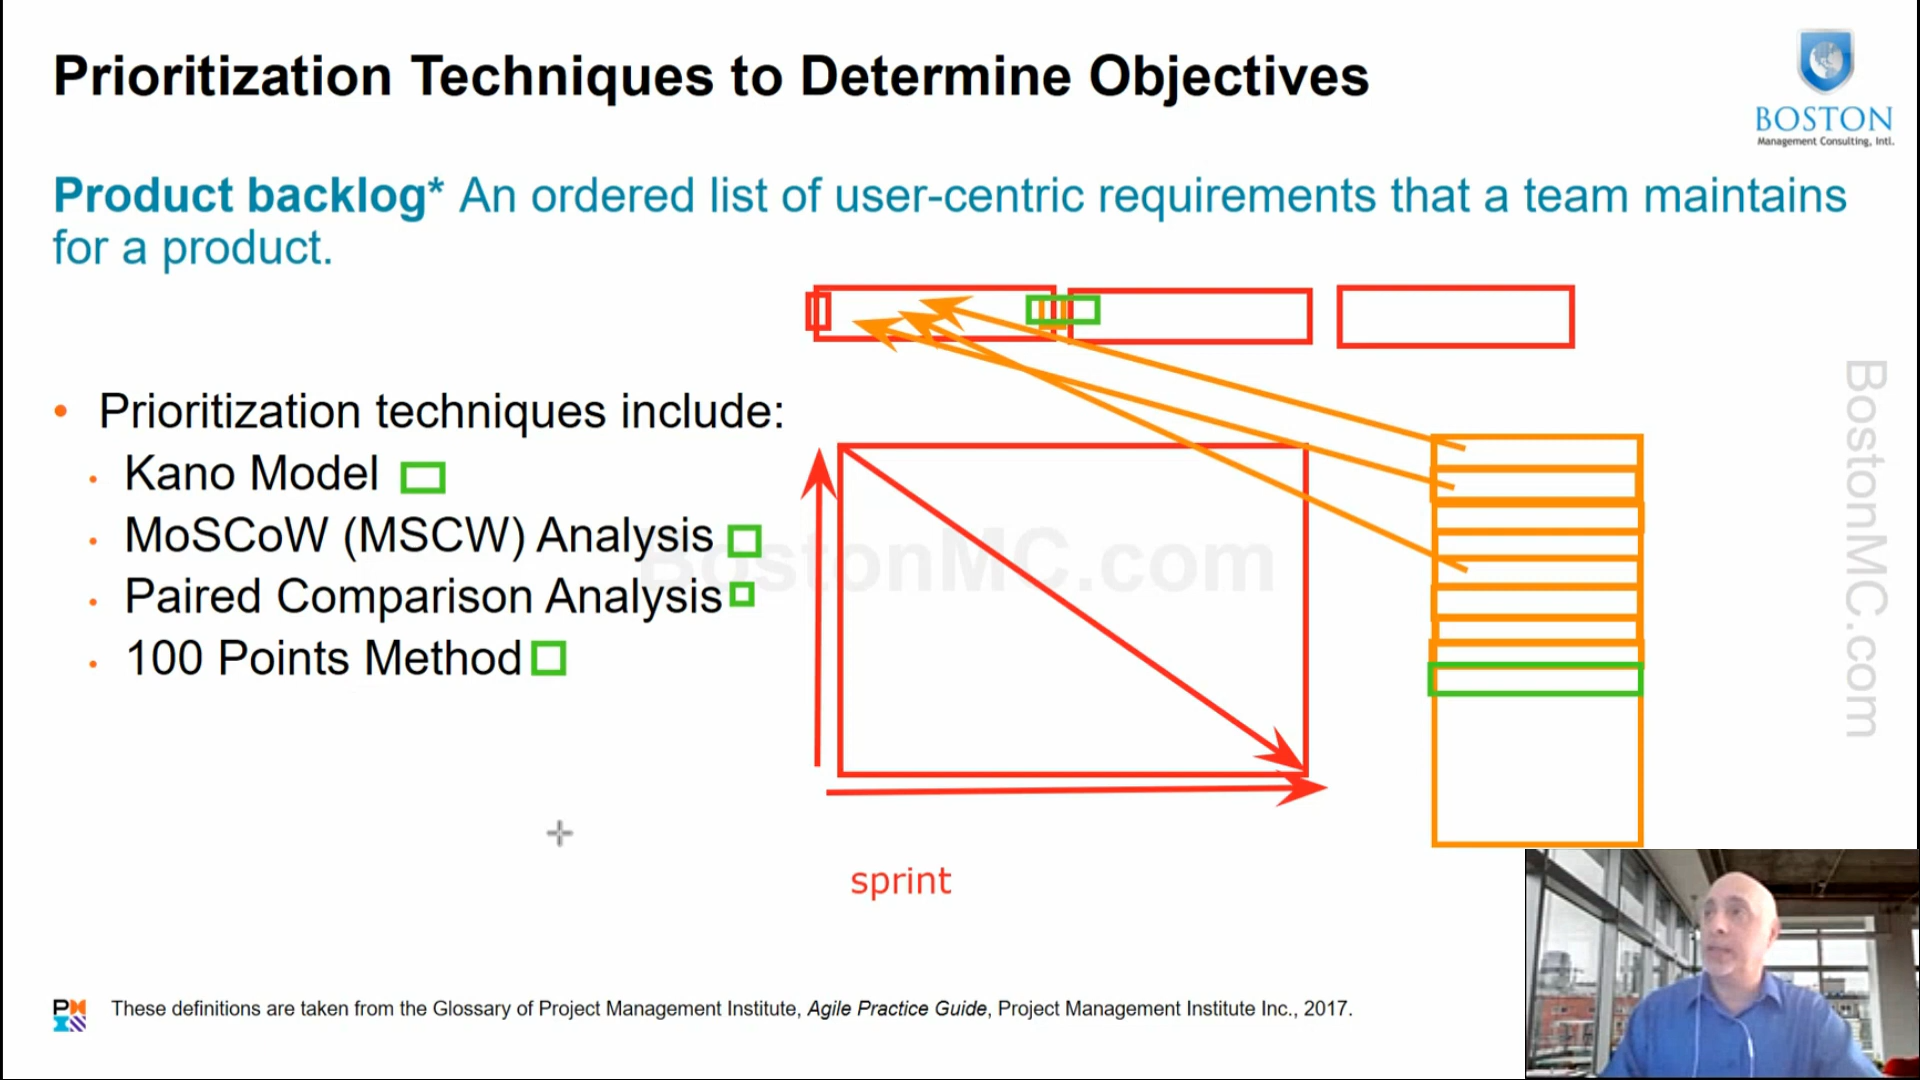 Prioritization Techniques to Determine Objectives
BOSTON
Management Consulting, Intl.
Product backlog* An ordered list of user-centric requirements that a team maintains
for a product.
• Prioritization techniques include:
• Kano Model
• MoSCoW (MSCW) Analysis
• Paired Comparison Analysis
• 100 Points Method
BostonMC.com
BostonMC.com
sprint
PMI
These definitions are taken from the Glossary of Project Management Institute, Agile Practice Guide, Project Management Institute Inc., 2017.